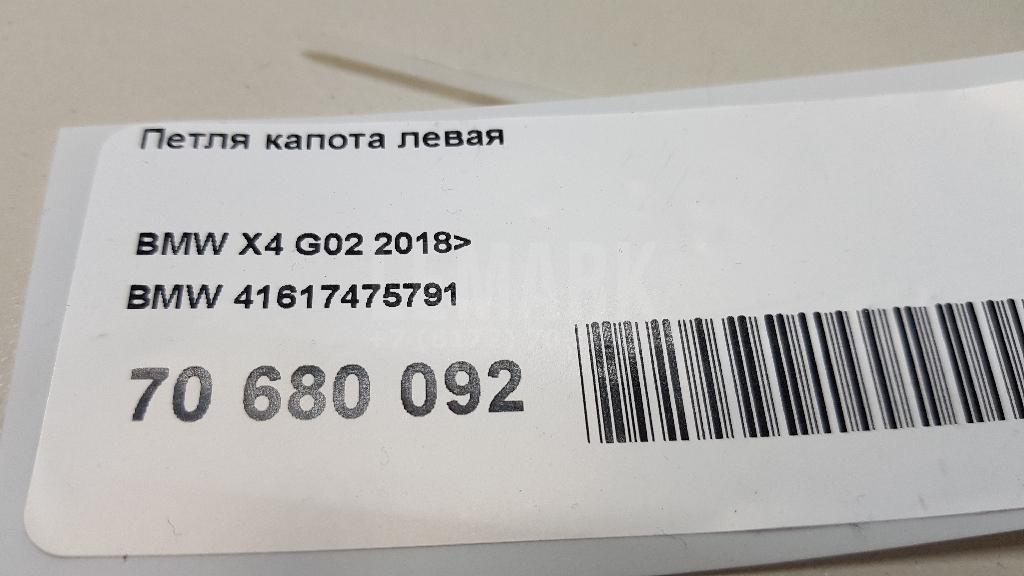 Петля капота левая
BMW X4 G02 2018>
BMW 41617475791
70 680 092